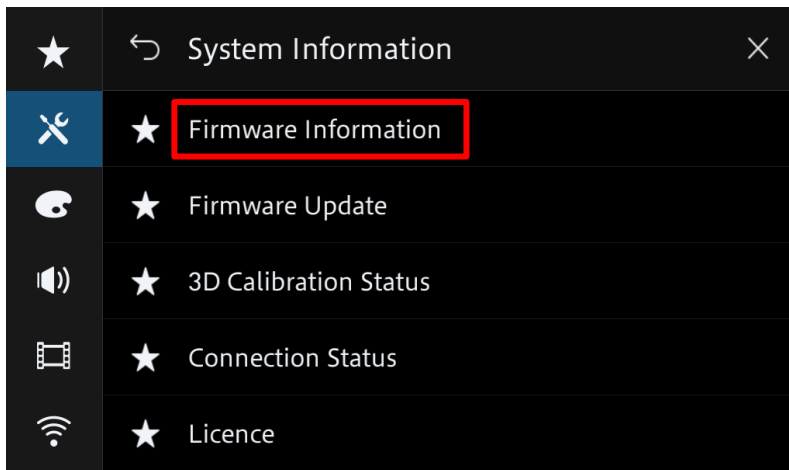 System Information
Firmware Information
Firmware Update
3D Calibration Status
Connection Status
Licence